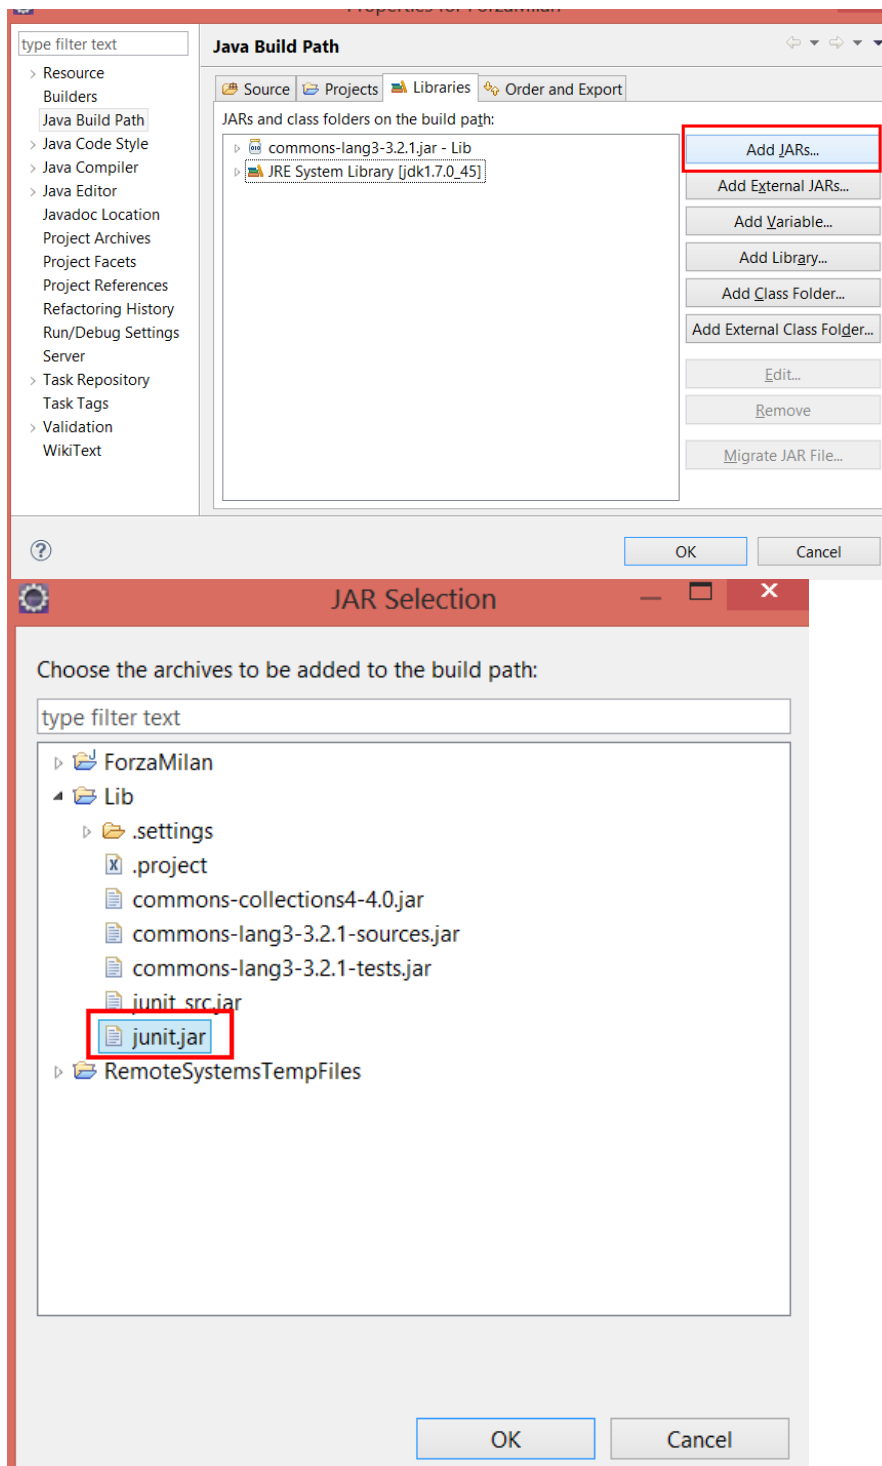 Properties for ForzaMilan
type filter text
Java Build Path
Resource
Builders
Java Build Path
Java Code Style
Java Compiler
Java Editor
Javadoc Location
Project Archives
Project Facets
Project References
Refactoring History
Run/Debug Settings
Server
Task Repository
Task Tags
Validation
WikiText
Source Projects Libraries Order and Export
JARs and class folders on the build path:
commons-lang3-3.2.1.jar - Lib
JRE System Library [jdk1.7.0_45]
Add JARs...
Add External JARs...
Add Variable...
Add Library...
Add Class Folder...
Add External Class Folder...
Edit...
Remove
Migrate JAR File...
OK Cancel
JAR Selection
Choose the archives to be added to the build path:
type filter text
ForzaMilan
Lib
.settings
.project
commons-collections4-4.0.jar
commons-lang3-3.2.1-sources.jar
commons-lang3-3.2.1-tests.jar
junit_src.jar
junit.jar
RemoteSystemsTempFiles
OK Cancel